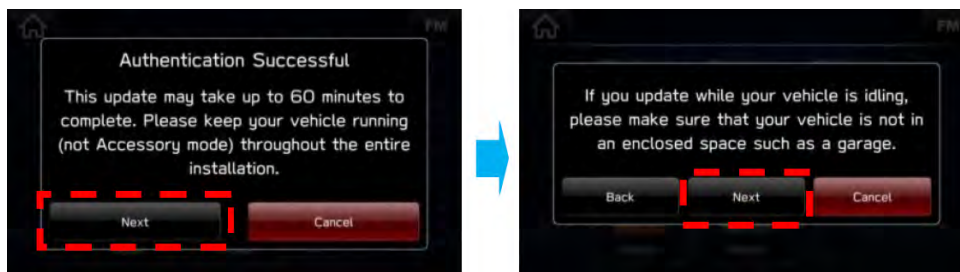 FM
Authentication Successful
This update may take up to 60 minutes to
complete. Please keep your vehicle running
(not Accessory mode) throughout the entire
installation.
Next
Cancel
FM
If you update while your vehicle is idling,
please make sure that your vehicle is not in
an enclosed space such as a garage.
Back
Next
Cancel